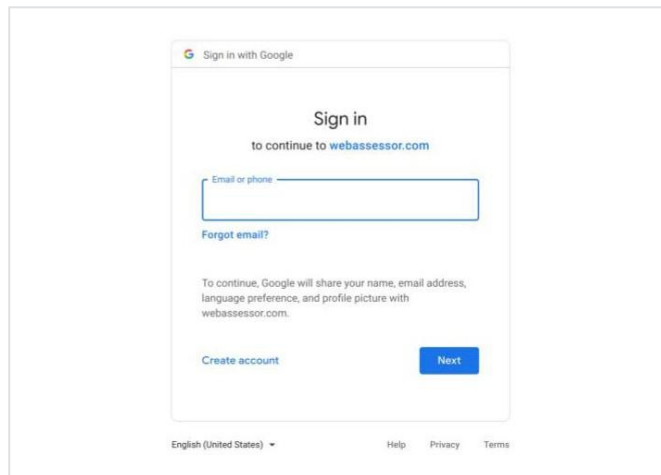 Sign in with Google
Sign in
to continue to webassessor.com
Email or phone
Forgot email?
To continue, Google will share your name, email address,
language preference, and profile picture with
webassessor.com.
Create account
Next
English (United States)
Help Privacy Terms